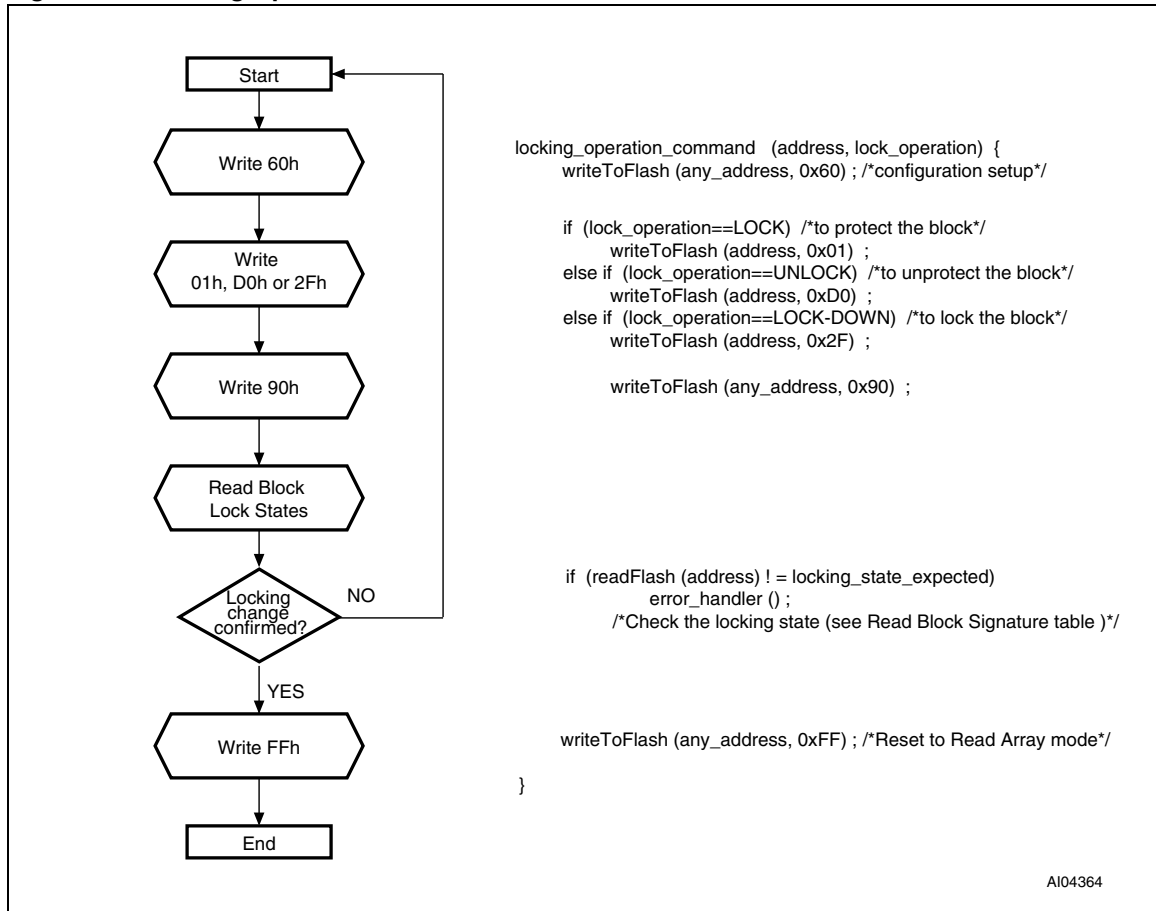 Start
Write 60h
Write
01h, D0h or 2Fh
Write 90h
Read Block
Lock States
Locking
change
confirmed?
NO
YES
Write FFh
End
locking_operation_command (address, lock_operation) {
writeToFlash (any_address, 0x60) ; /*configuration setup*/
if (lock_operation==LOCK) /*to protect the block*/
writeToFlash (address, 0x01) ;
else if (lock_operation==UNLOCK) /*to unprotect the block*/
writeToFlash (address, 0xD0) ;
else if (lock_operation==LOCK-DOWN) /*to lock the block*/
writeToFlash (address, 0x2F) ;
writeToFlash (any_address, 0x90) ;
if (readFlash (address) ! = locking_state_expected)
error_handler () ;
/*Check the locking state (see Read Block Signature table )*/
writeToFlash (any_address, 0xFF) ; /*Reset to Read Array mode*/
}
AI04364